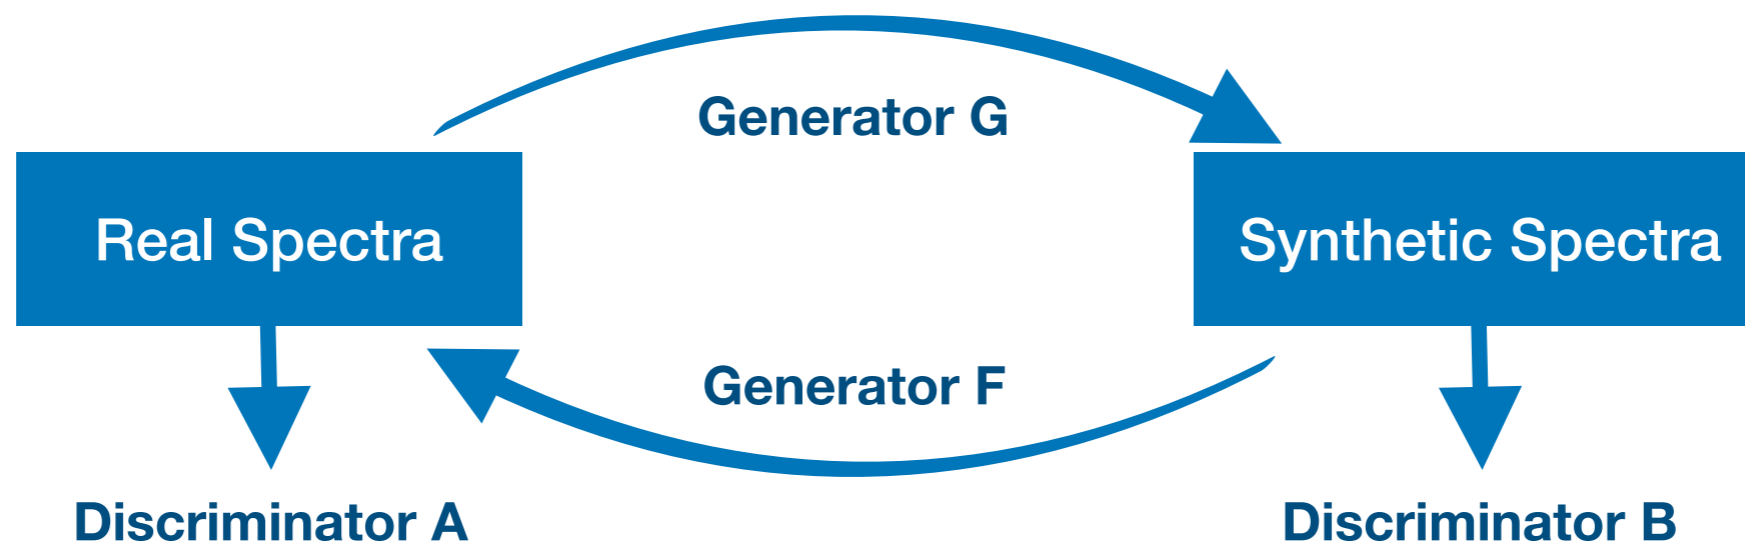 Generator G
Real Spectra
Synthetic Spectra
Generator F
Discriminator A
Discriminator B